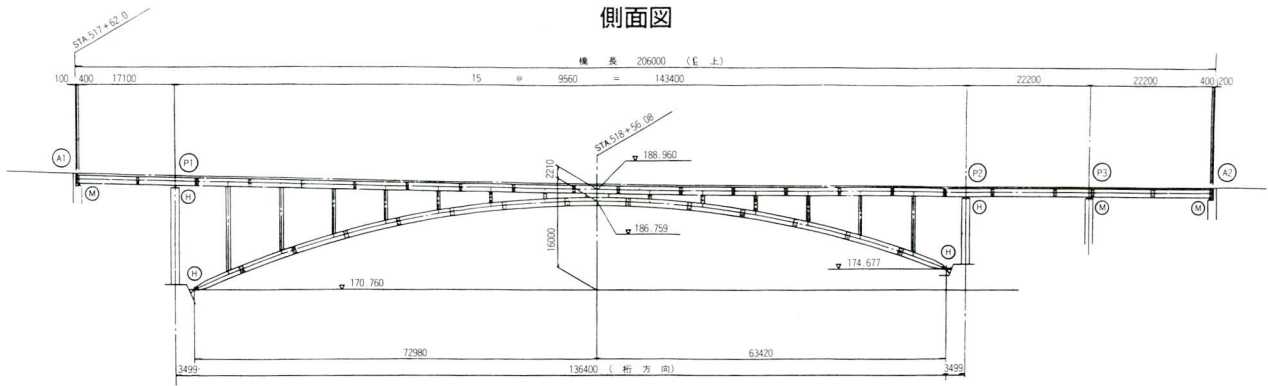 側面図
STA.517+62.0
橋 長 206000 (℄ 上)
100 400 17100 15 @ 9560 = 143400 22200 22200 400 200
STA.518+56.08
188.960
2210
A1 P1 P2 P3 A2
M H H M M
186.759
16000
H H
174.677
170.760
72980 63420
3499 136400 ( 桁 方 向 ) 3499